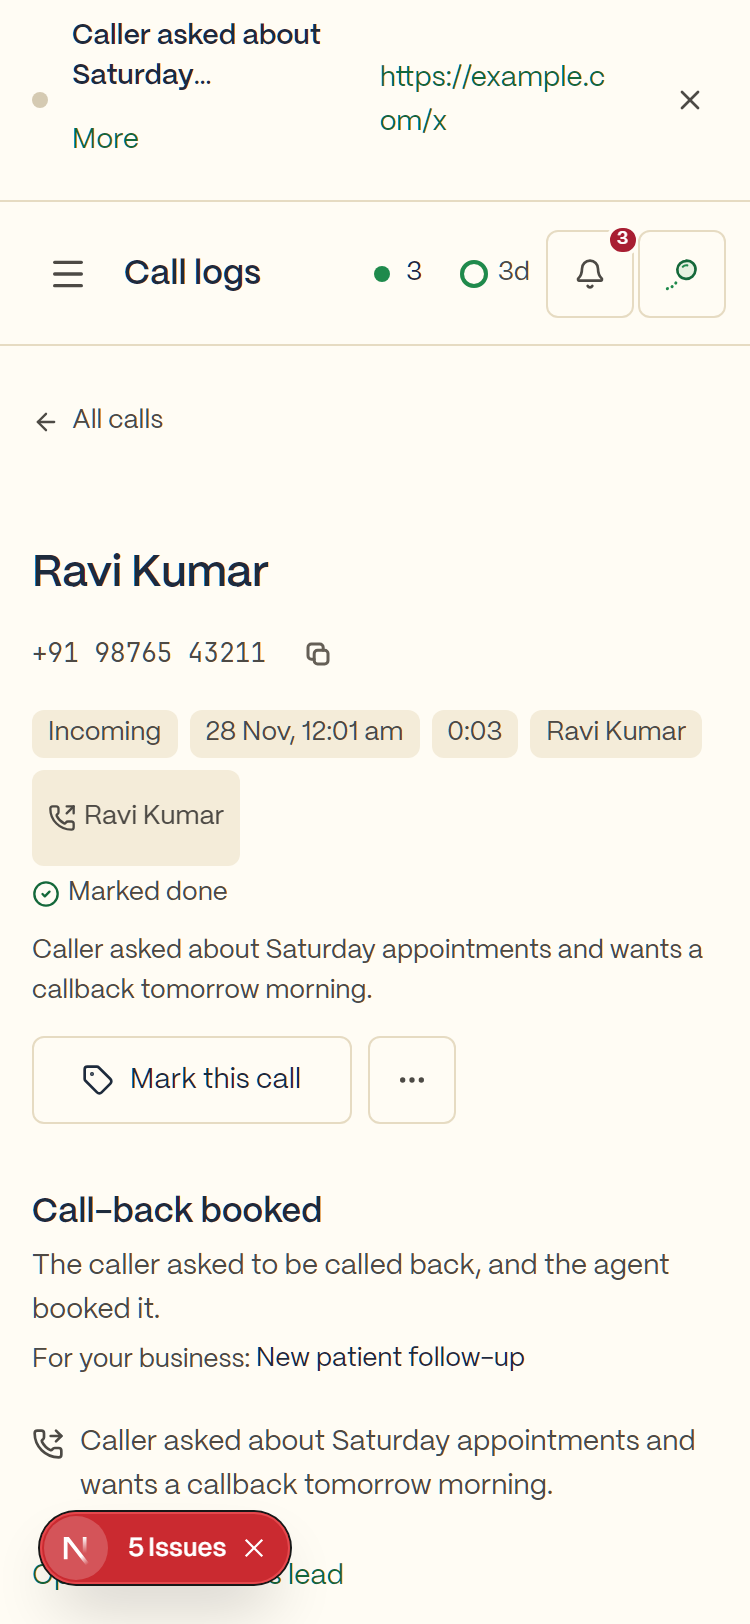 Caller asked about
Saturday...
More
https://example.c
om/x
Call logs
3
3d
3
All calls
Ravi Kumar
+91 98765 43211
Incoming
28 Nov, 12:01 am
0:03
Ravi Kumar
Ravi Kumar
Marked done
Caller asked about Saturday appointments and wants a
callback tomorrow morning.
Mark this call
Call-back booked
The caller asked to be called back, and the agent
booked it.
For your business: New patient follow-up
Caller asked about Saturday appointments and
wants a callback tomorrow morning.
N 5 Issues
lead